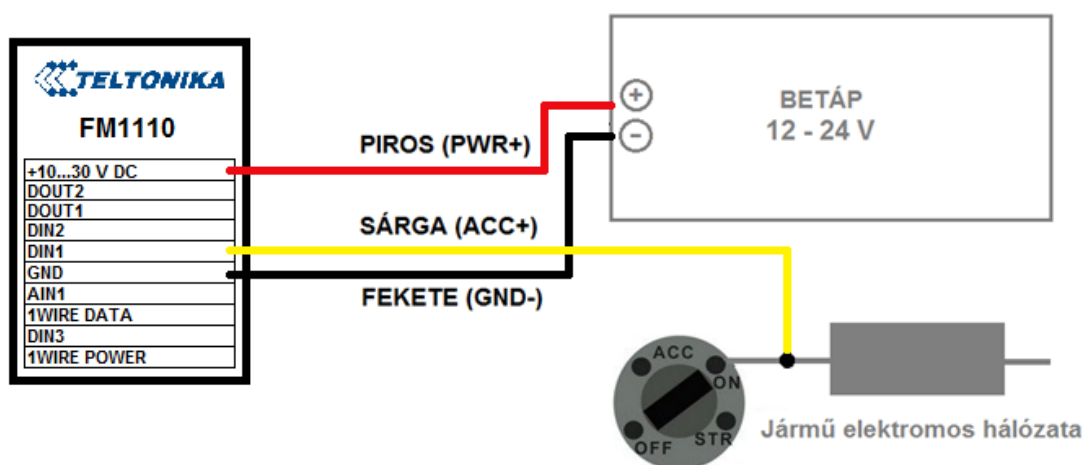 TELTONIKA
FM1110
+10...30 V DC
DOUT2
DOUT1
DIN2
DIN1
GND
AIN1
1WIRE DATA
DIN3
1WIRE POWER
PIROS (PWR+)
SÁRGA (ACC+)
FEKETE (GND-)
+
-
BETÁP
12 - 24 V
ACC
ON
OFF
STR
Jármű elektromos hálózata